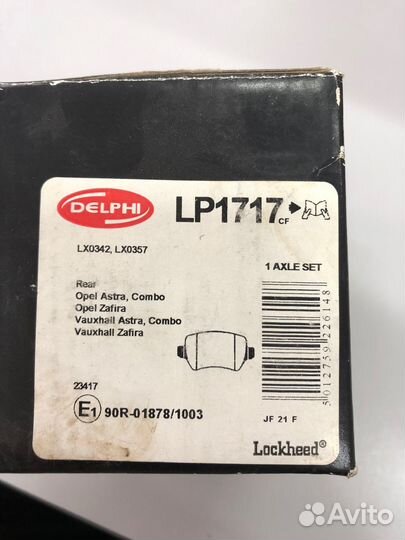 DELPHI
LP1717 CF
LX0342, LX0357
1 AXLE SET
Rear
Opel Astra, Combo
Opel Zafira
Vauxhall Astra, Combo
Vauxhall Zafira
5012759226148
23417
E1 90R-01878/1003
JF 21 F
Lockheed®
Avito